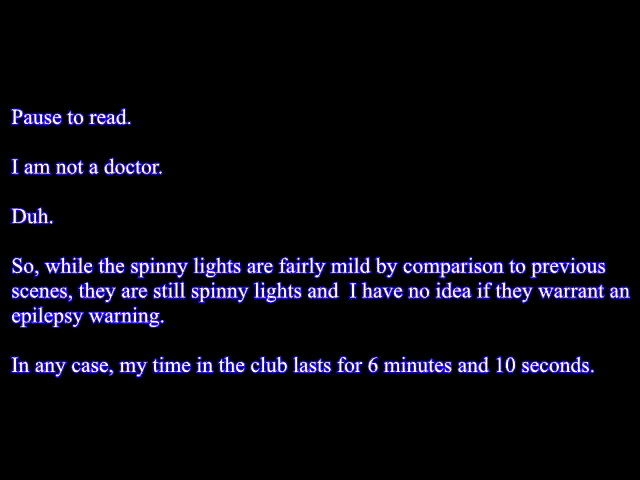 Pause to read.
I am not a doctor.
Duh.
So, while the spinny lights are fairly mild by comparison to previous
scenes, they are still spinny lights and  I have no idea if they warrant an
epilepsy warning.
In any case, my time in the club lasts for 6 minutes and 10 seconds.